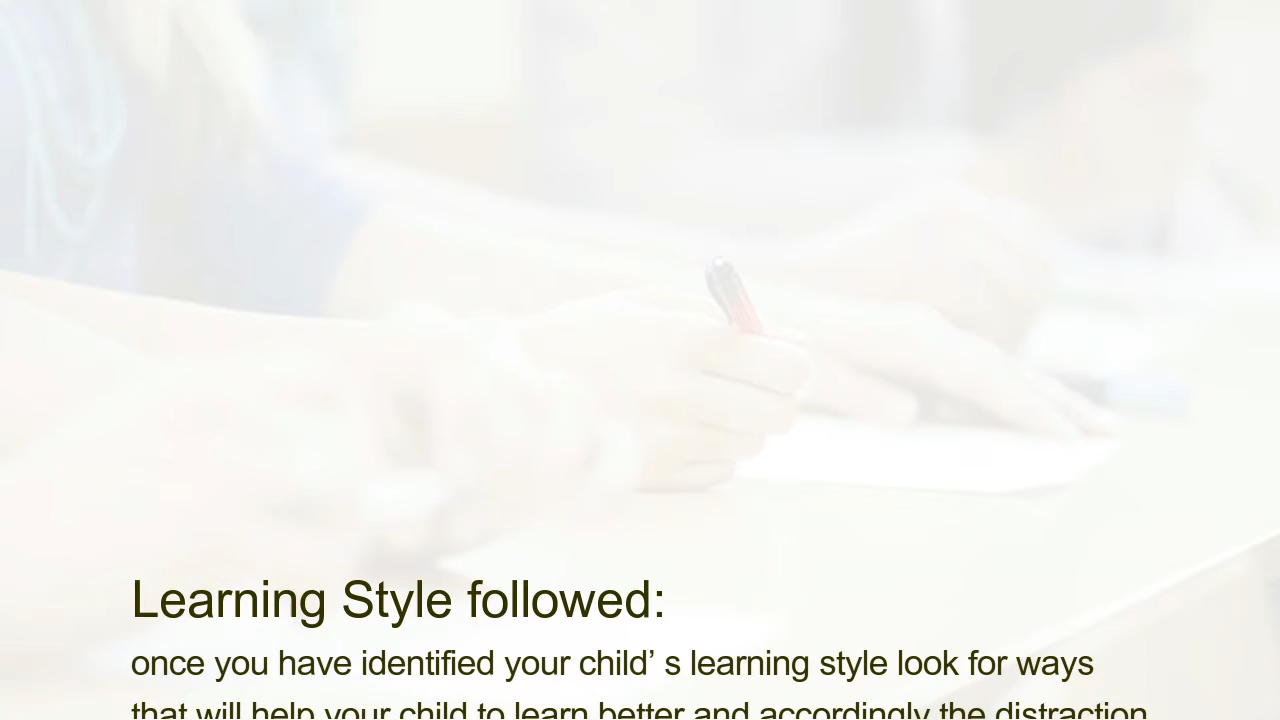 Learning Style followed:
once you have identified your child’ s learning style look for ways
that will help your child to learn better and accordingly the distraction